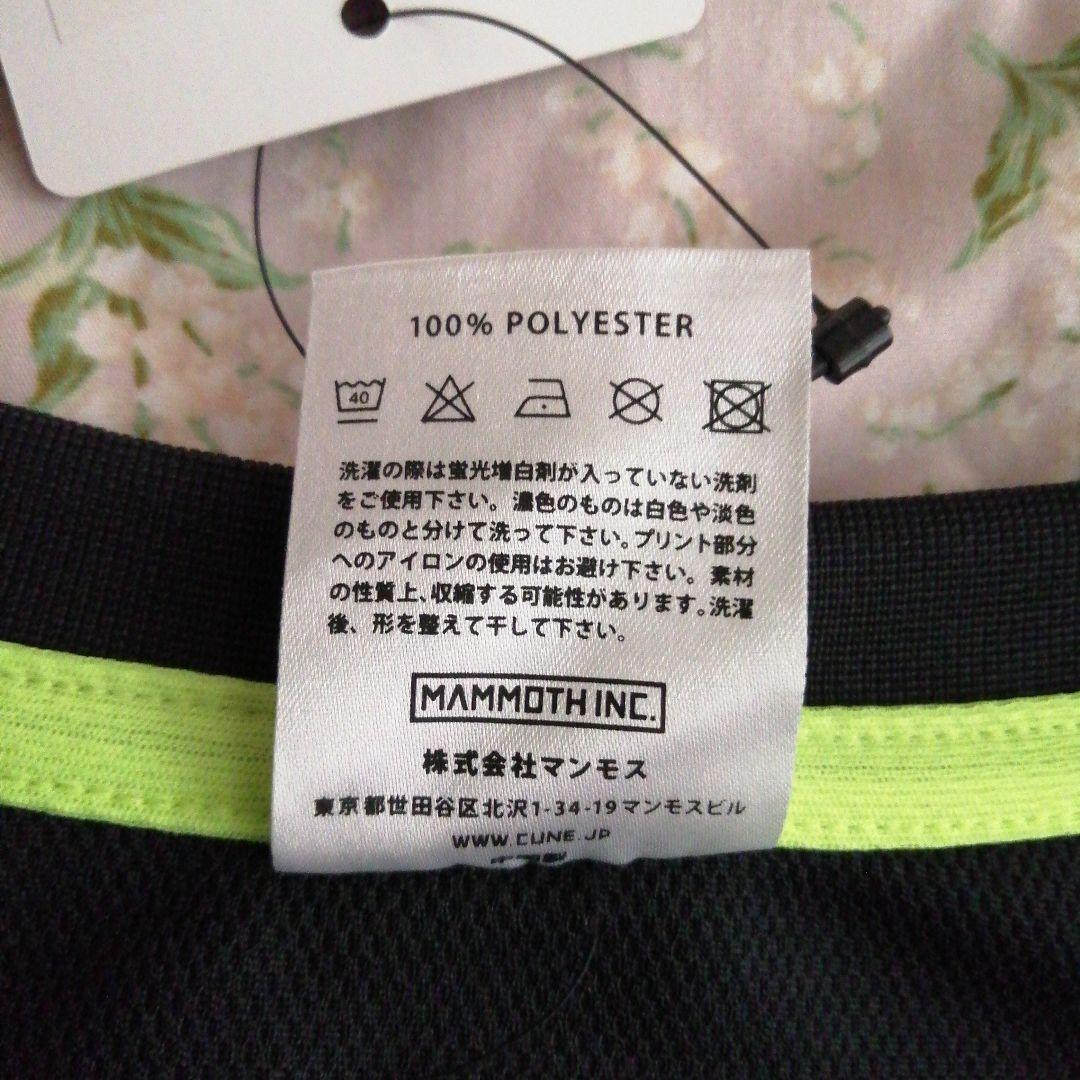 100% POLYESTER
40
洗濯の際は蛍光増白剤が入っていない洗剤
をご使用下さい。濃色のものは白色や淡色
のものと分けて洗って下さい。プリント部分
へのアイロンの使用はお避け下さい。素材
の性質上、収縮する可能性があります。洗濯
後、形を整えて干して下さい。
MAMMOTH INC.
株式会社マンモス
東京都世田谷区北沢1-34-19マンモスビル
WWW.CLINE.JP